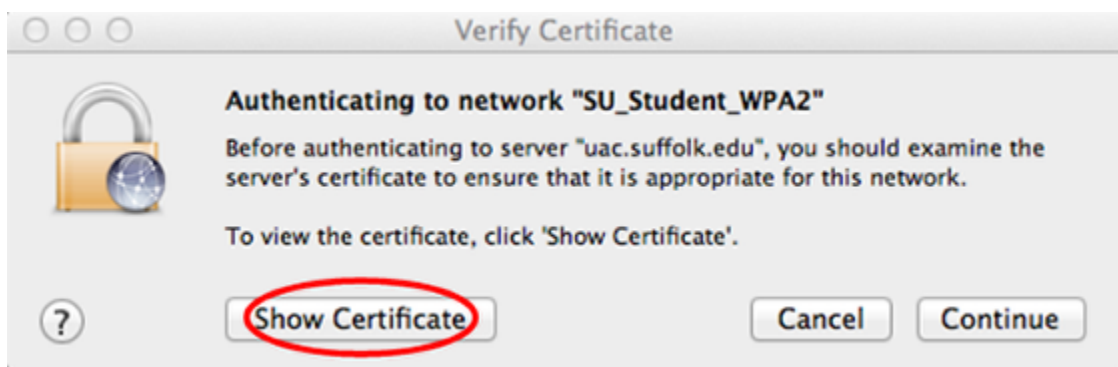 Verify Certificate
Authenticating to network "SU_Student_WPA2"
Before authenticating to server "uac.suffolk.edu", you should examine the
server's certificate to ensure that it is appropriate for this network.
To view the certificate, click 'Show Certificate'.
? Show Certificate Cancel Continue